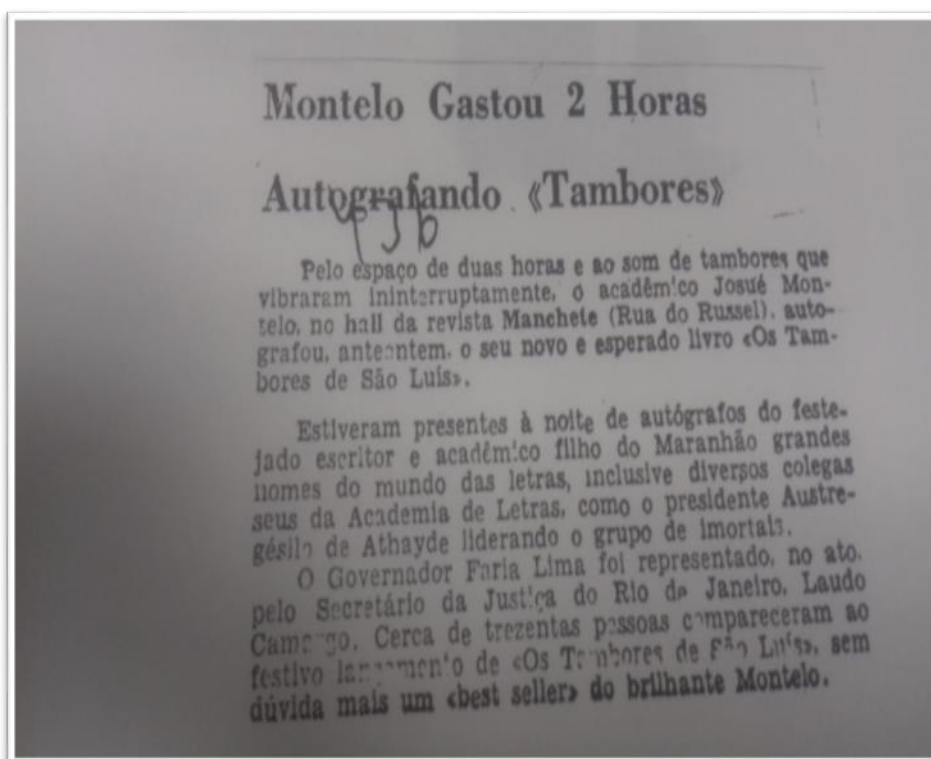 Montelo Gastou 2 Horas
Autografando «Tambores»
Pelo espaço de duas horas e ao som de tambores que
vibraram ininterruptamente, o acadêmico Josué Mon-
telo, no hall da revista Manchete (Rua do Russel), auto-
grafou, anteontem, o seu novo e esperado livro «Os Tam-
bores de São Luís».
Estiveram presentes à noite de autógrafos do feste-
jado escritor e acadêmico filho do Maranhão grandes
nomes do mundo das letras, inclusive diversos colegas
seus da Academia de Letras, como o presidente Austre-
gésilo de Athayde liderando o grupo de imortais.
O Governador Faria Lima foi representado, no ato,
pelo Secretário da Justiça do Rio de Janeiro, Laudo
Camargo. Cerca de trezentas pessoas compareceram ao
festivo lançamento de «Os Tambores de São Luís», sem
dúvida mais um «best seller» do brilhante Montelo.